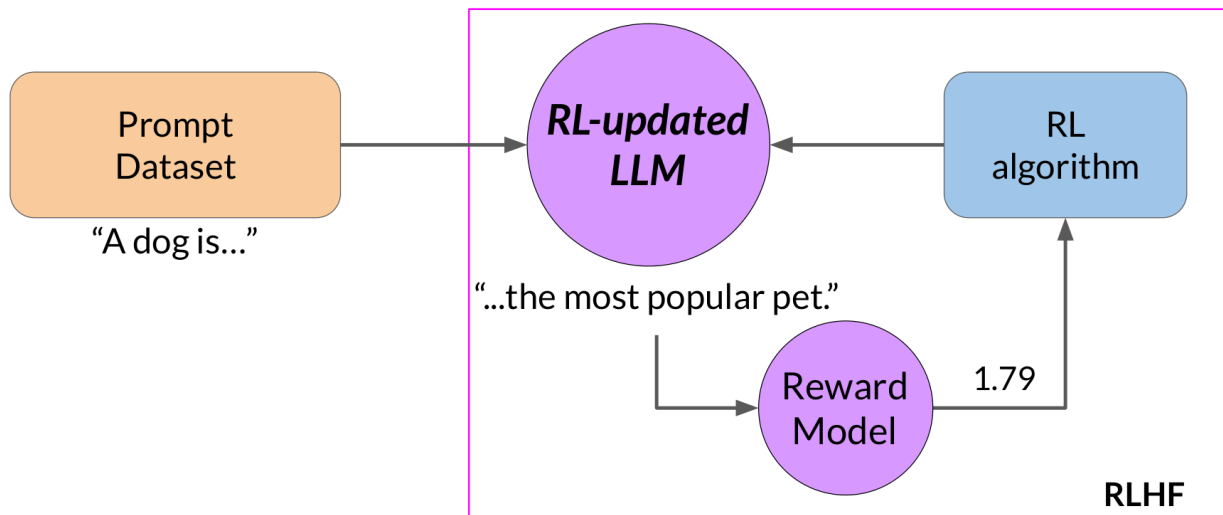 Prompt
Dataset
“A dog is...”
RL-updated
LLM
“...the most popular pet.”
Reward
Model
1.79
RL
algorithm
RLHF